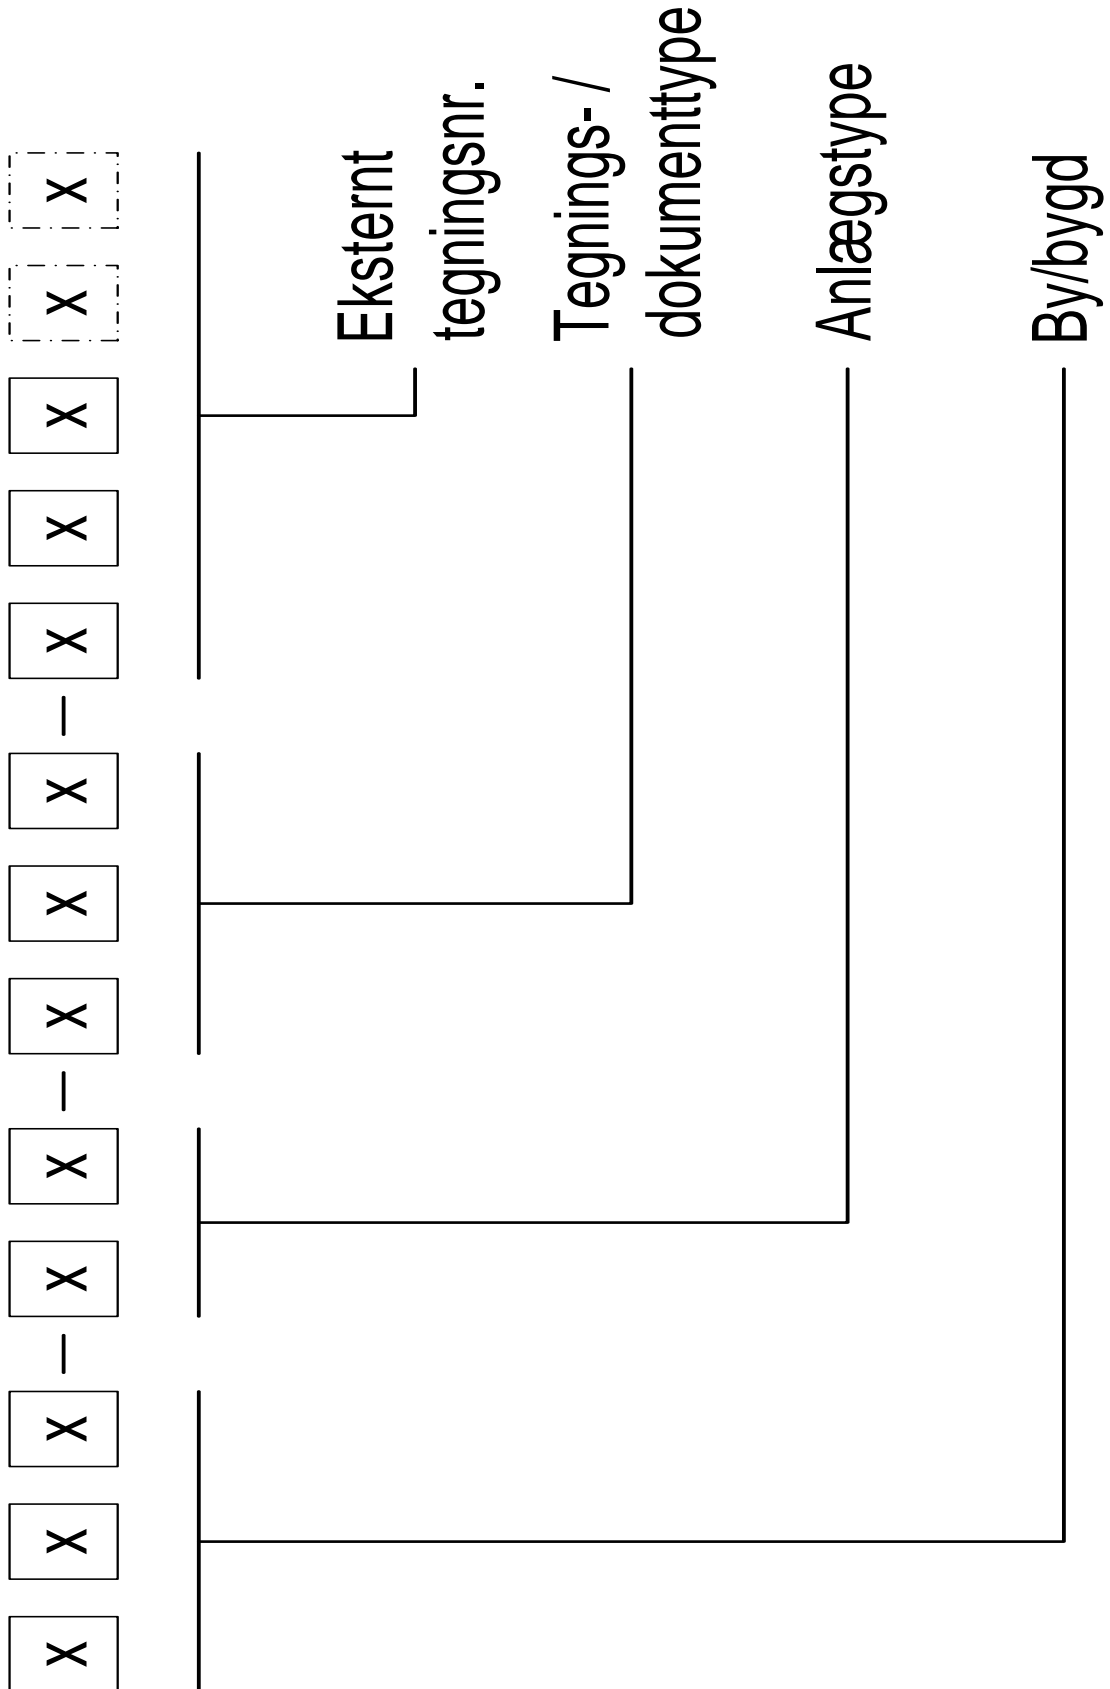 X X X — X X — X X X — X X X X X
Eksternt
tegningsnr.
Tegnings- /
dokumenttype
Anlægstype
By/bygd